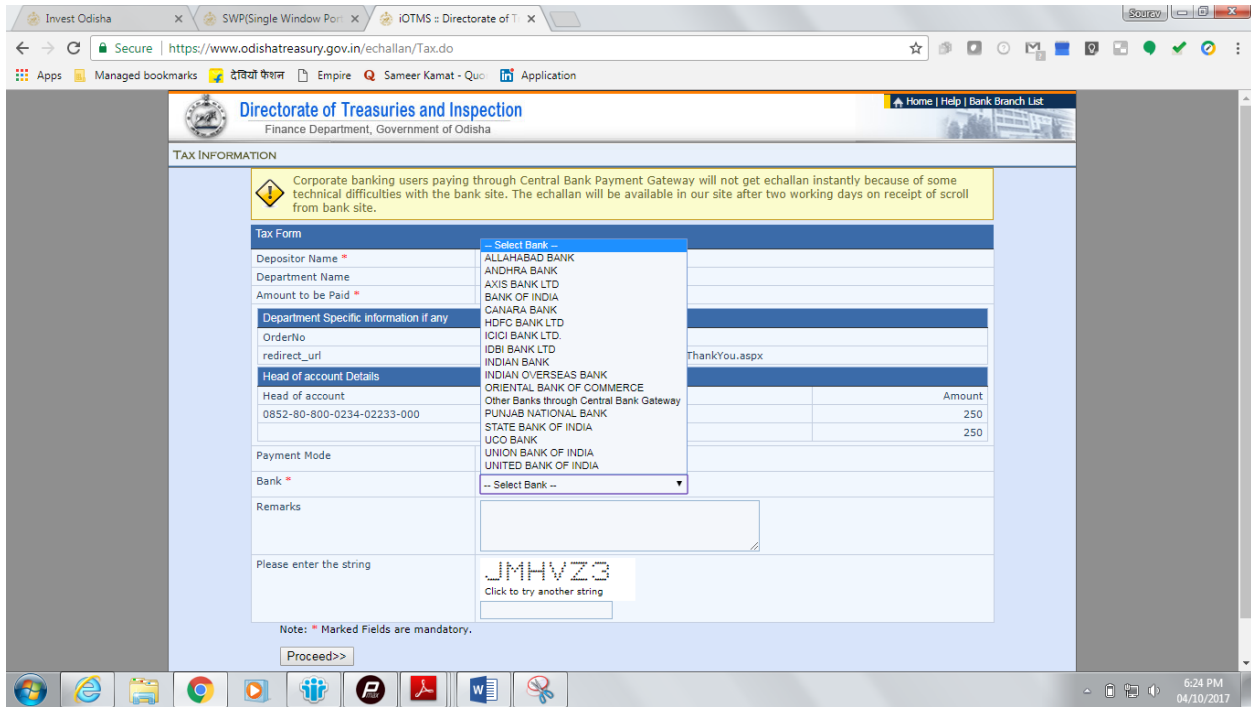 Invest Odisha
SWP(Single Window Por
iOTMS :: Directorate of T
Sourav
Secure | https://www.odishatreasury.gov.in/echallan/Tax.do
Apps Managed bookmarks देवियों फैशन Empire Sameer Kamat - Quo Application
Directorate of Treasuries and Inspection
Finance Department, Government of Odisha
Home | Help | Bank Branch List
TAX INFORMATION
Corporate banking users paying through Central Bank Payment Gateway will not get echallan instantly because of some
technical difficulties with the bank site. The echallan will be available in our site after two working days on receipt of scroll
from bank site.
Tax Form
Depositor Name *
Department Name
Amount to be Paid *
Department Specific information if any
OrderNo
redirect_url
ThankYou.aspx
Head of account Details
Head of account
Amount
0852-80-800-0234-02233-000
250
250
Payment Mode
-- Select Bank --
ALLAHABAD BANK
ANDHRA BANK
AXIS BANK LTD
BANK OF INDIA
CANARA BANK
HDFC BANK LTD
ICICI BANK LTD.
IDBI BANK LTD
INDIAN BANK
INDIAN OVERSEAS BANK
ORIENTAL BANK OF COMMERCE
Other Banks through Central Bank Gateway
PUNJAB NATIONAL BANK
STATE BANK OF INDIA
UCO BANK
UNION BANK OF INDIA
UNITED BANK OF INDIA
Bank *
-- Select Bank --
Remarks
Please enter the string
JMHVZ3
Click to try another string
Note: * Marked Fields are mandatory.
Proceed>>
6:24 PM
04/10/2017